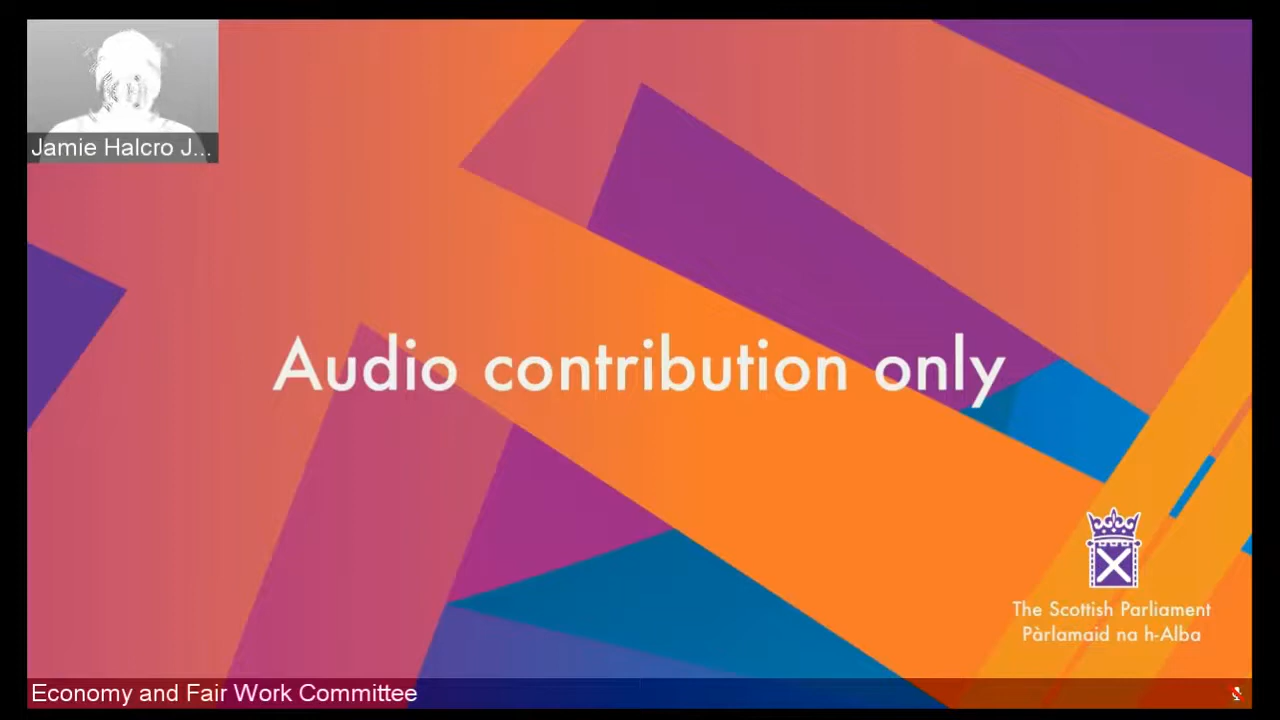 Jamie Halcro J...
Audio contribution only
The Scottish Parliament
Pàrlamaid na h-Alba
Economy and Fair Work Committee